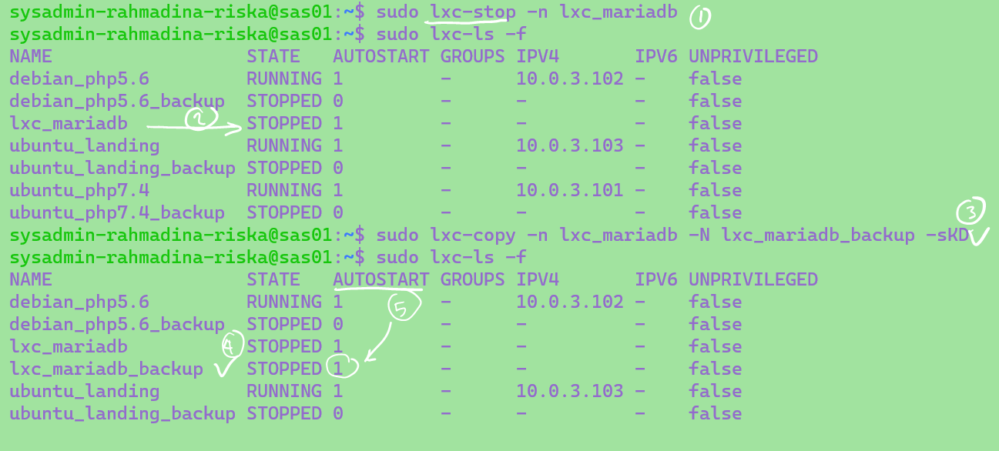 sysadmin-rahmadina-riska@sas01:~$ sudo lxc-stop -n lxc_mariadb 1
sysadmin-rahmadina-riska@sas01:~$ sudo lxc-ls -f
NAME STATE AUTOSTART GROUPS IPV4 IPV6 UNPRIVILEGED
debian_php5.6 RUNNING 1 - 10.0.3.102 - false
debian_php5.6_backup STOPPED 0 - - - false
lxc_mariadb 2 STOPPED 1 - - - false
ubuntu_landing RUNNING 1 - 10.0.3.103 - false
ubuntu_landing_backup STOPPED 0 - - - false
ubuntu_php7.4 RUNNING 1 - 10.0.3.101 - false
ubuntu_php7.4_backup STOPPED 0 - - - false
3
sysadmin-rahmadina-riska@sas01:~$ sudo lxc-copy -n lxc_mariadb -N lxc_mariadb_backup -sKD
sysadmin-rahmadina-riska@sas01:~$ sudo lxc-ls -f
NAME STATE AUTOSTART GROUPS IPV4 IPV6 UNPRIVILEGED
debian_php5.6 RUNNING 1 5 - 10.0.3.102 - false
debian_php5.6_backup STOPPED 0 - - - false
lxc_mariadb 4 STOPPED 1 - - - false
lxc_mariadb_backup STOPPED 1 - - - false
ubuntu_landing RUNNING 1 - 10.0.3.103 - false
ubuntu_landing_backup STOPPED 0 - - - false